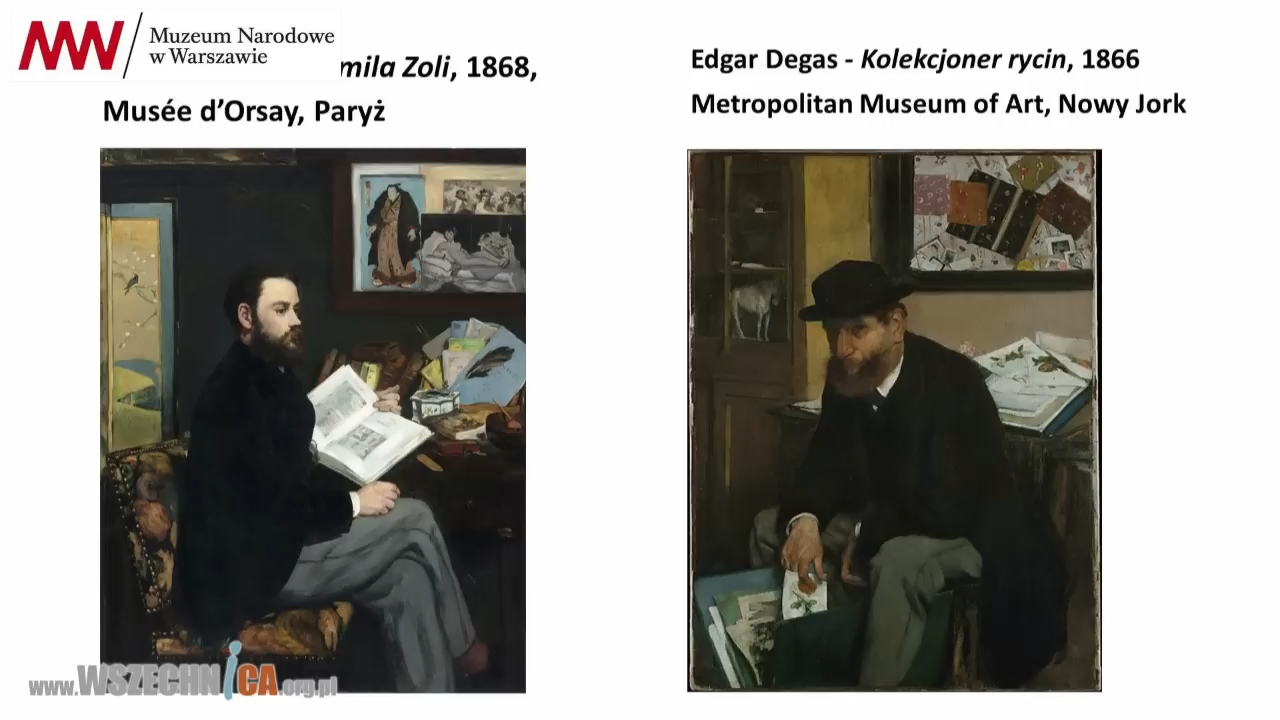 MW
Muzeum Narodowe
w Warszawie
mila Zoli, 1868,
Musée d’Orsay, Paryż
Edgar Degas - Kolekcjoner rycin, 1866
Metropolitan Museum of Art, Nowy Jork
www.WSZECHNiCA.org.pl